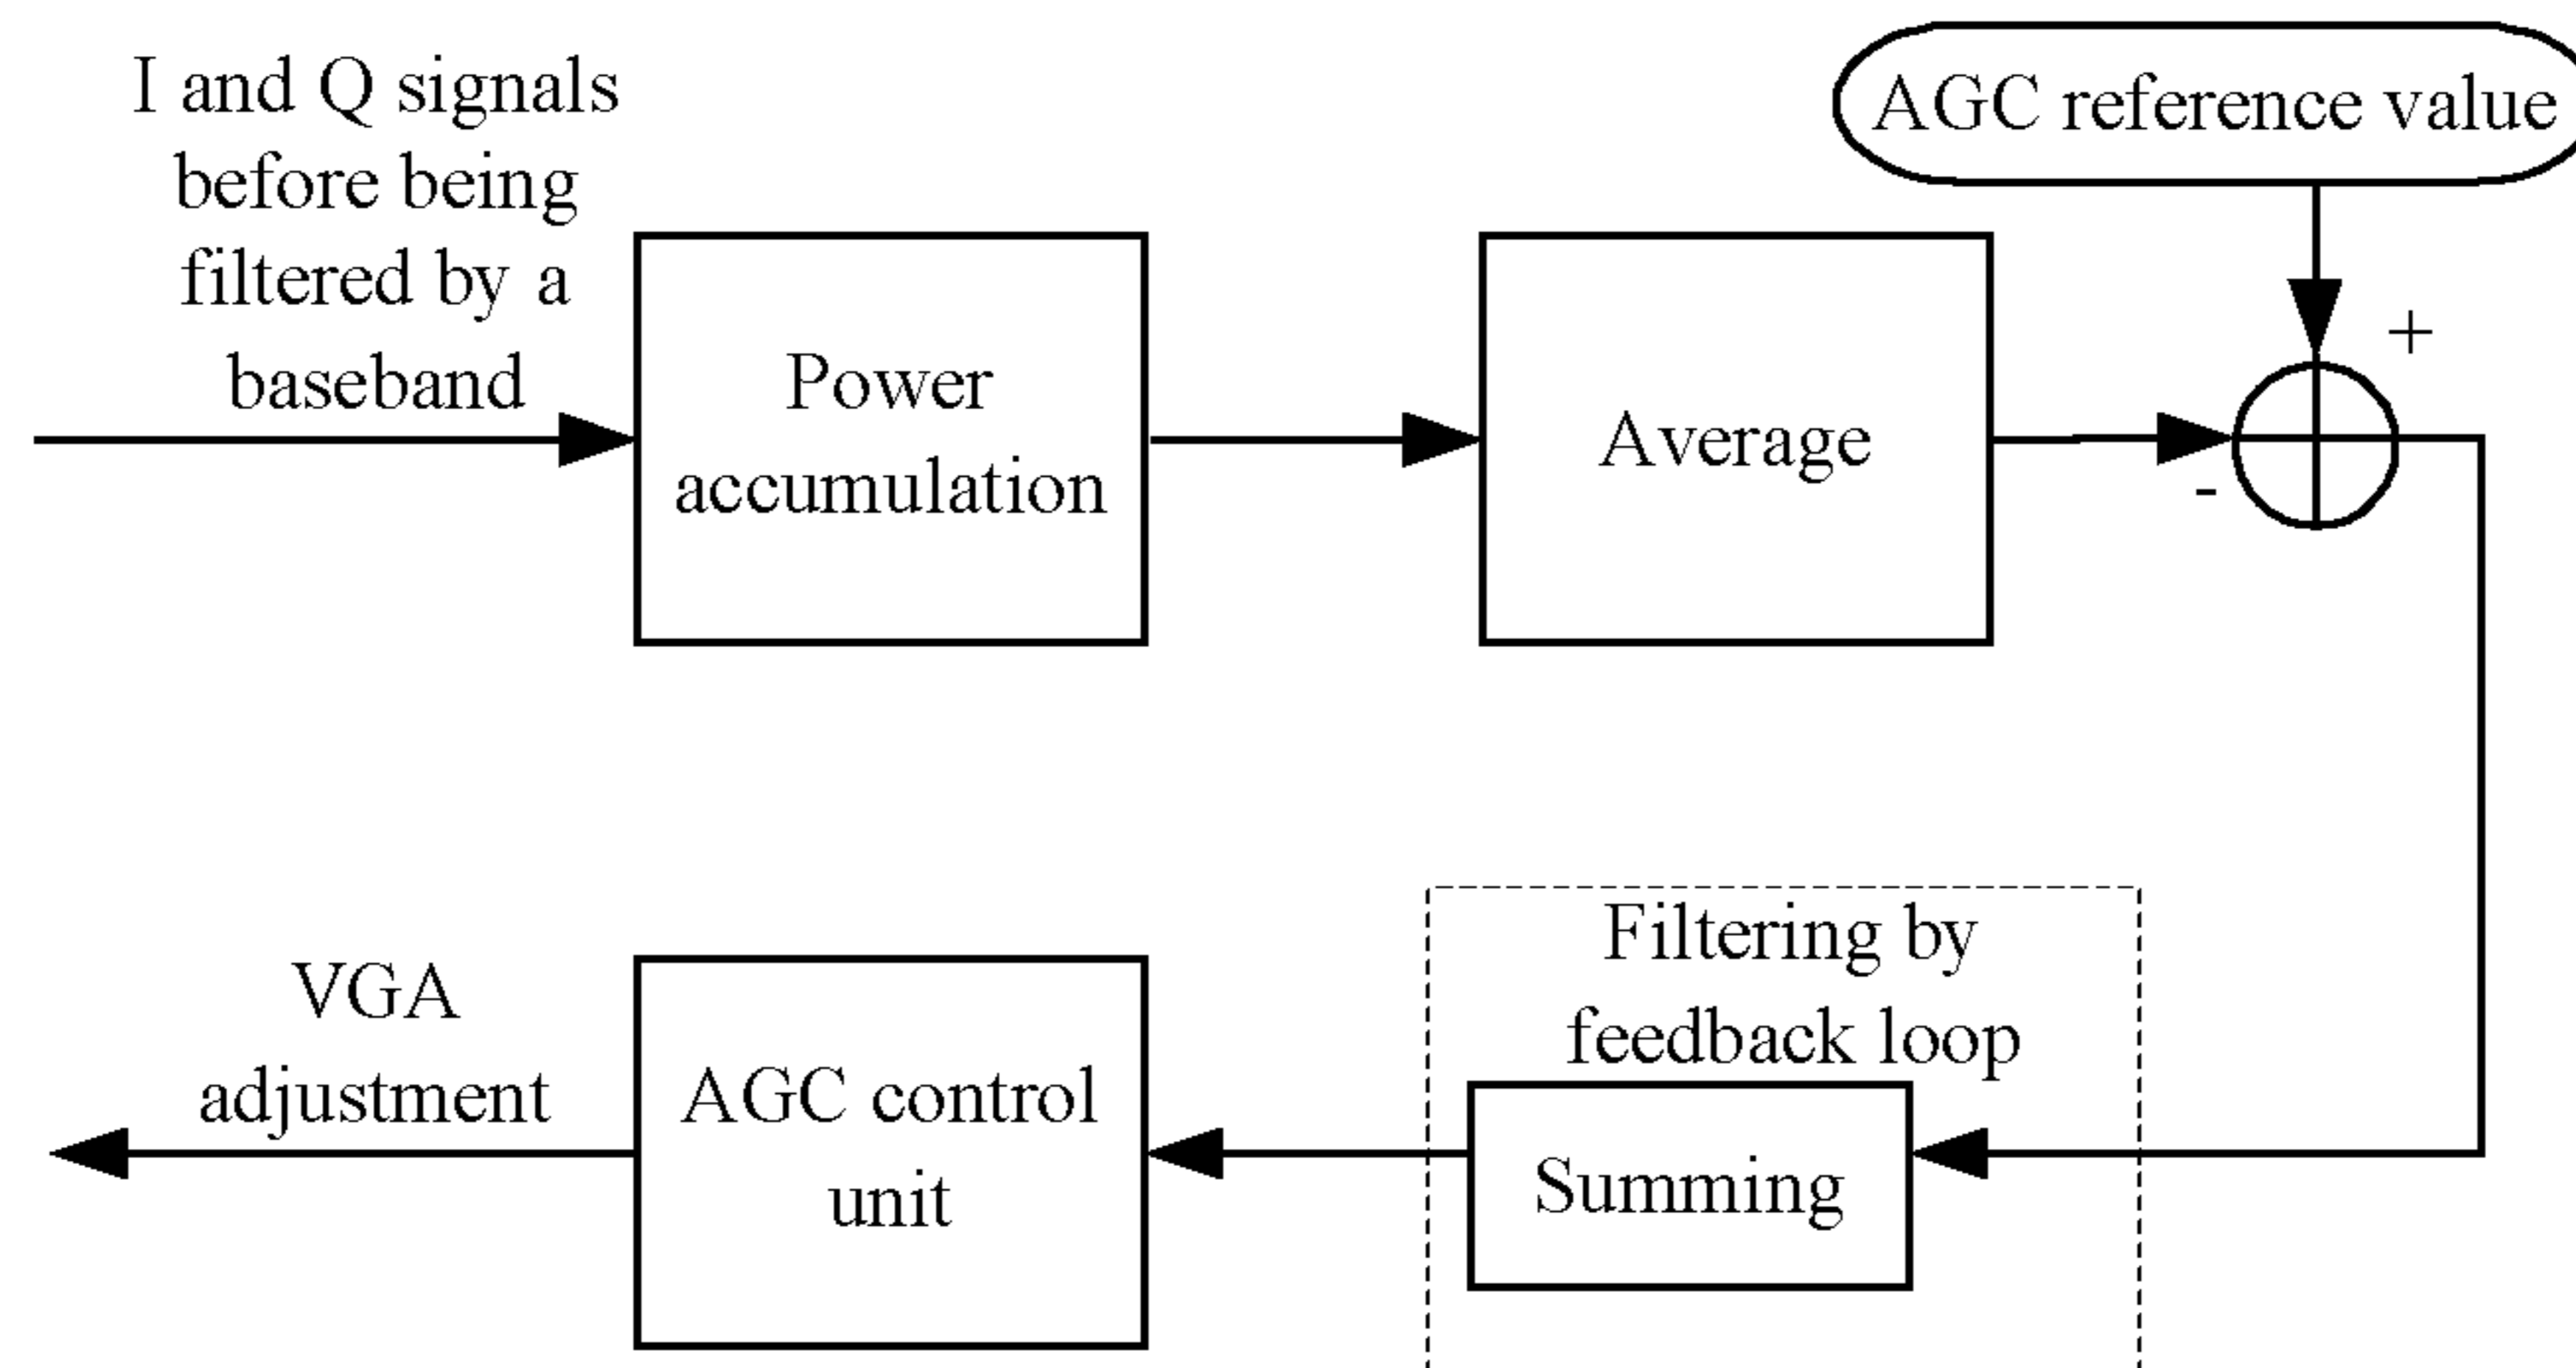 I and Q signals
before being
filtered by a
baseband
Power
accumulation
Average
AGC reference value
+
-
VGA
adjustment
AGC control
unit
Filtering by
feedback loop
Summing